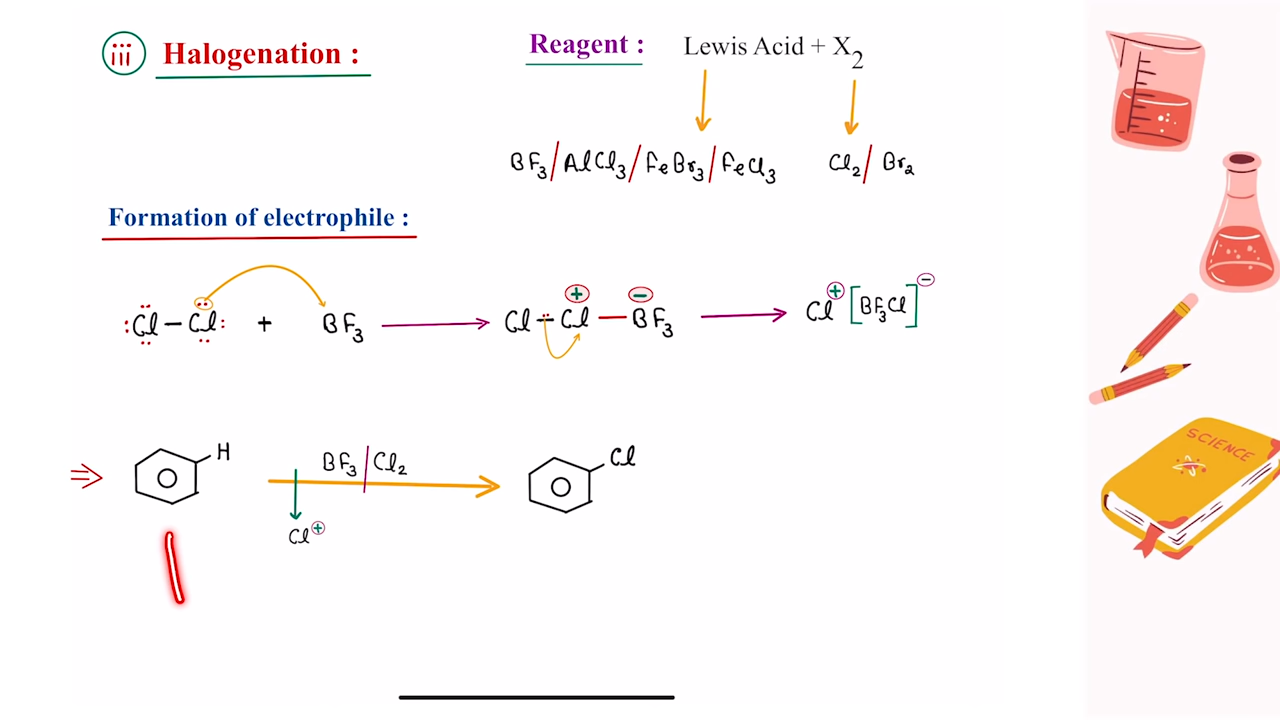 iii Halogenation :
Reagent : Lewis Acid + X₂
BF₃/AlCl₃/FeBr₃/FeCl₃ Cl₂/Br₂
Formation of electrophile :
:Cl–Cl: + BF₃ → Cl–Cl⊕–BF₃⊖ → Cl⊕[BF₃Cl]⊖
⇒ H BF₃/Cl₂ → Cl
Cl⊕
SCIENCE